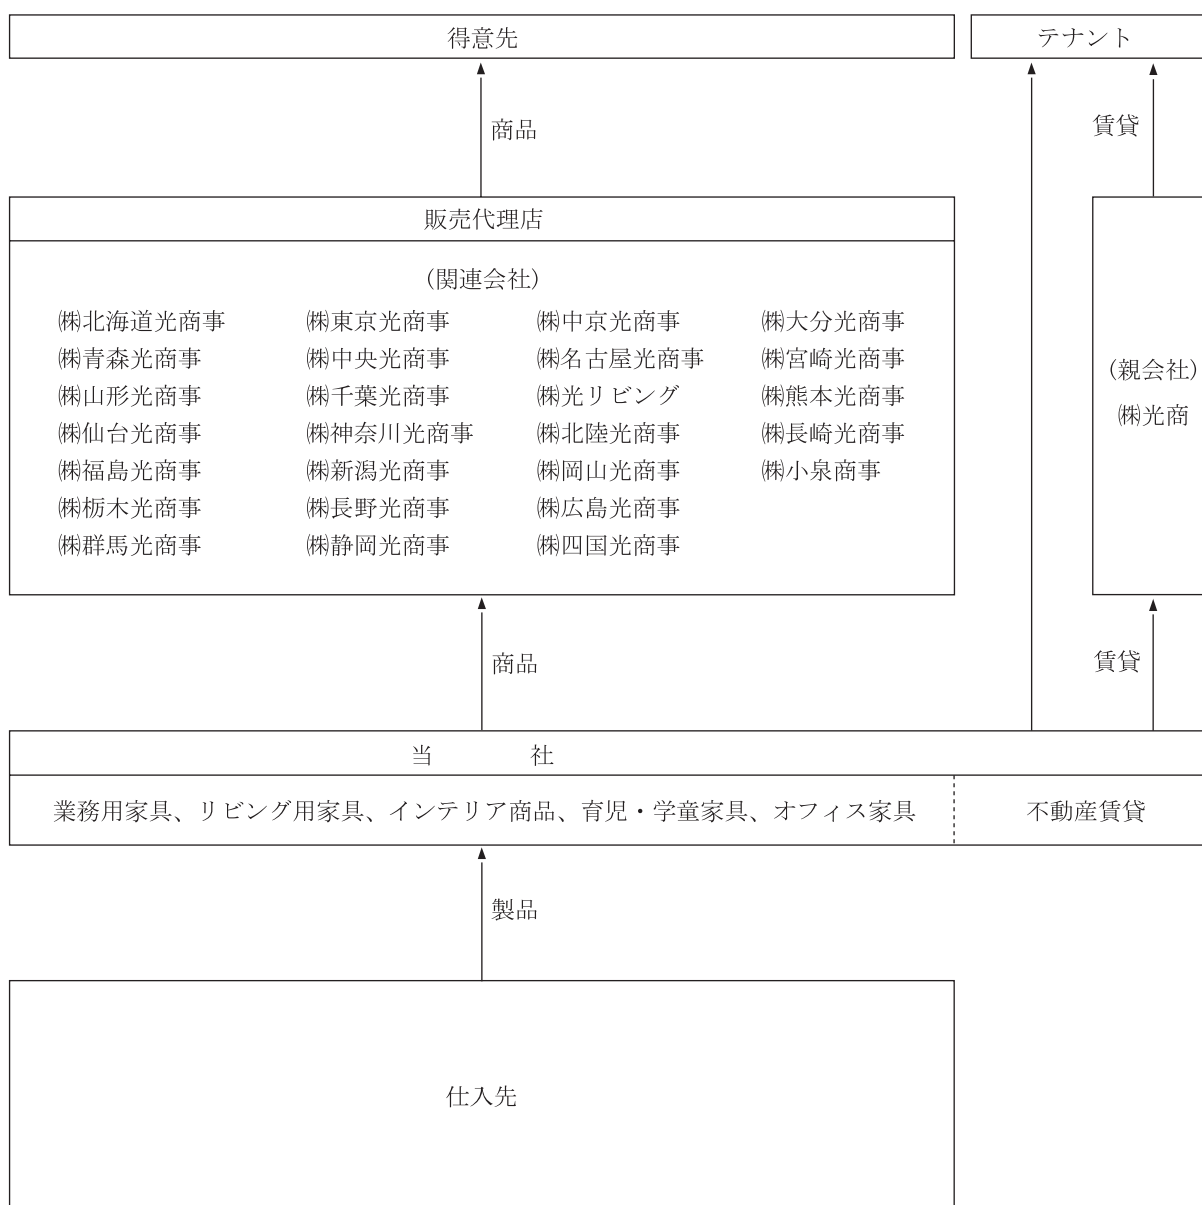 得意先
テナント
商品
賃貸
販売代理店
（関連会社）
㈱北海道光商事 ㈱東京光商事 ㈱中京光商事 ㈱大分光商事
㈱青森光商事 ㈱中央光商事 ㈱名古屋光商事 ㈱宮崎光商事
㈱山形光商事 ㈱千葉光商事 ㈱光リビング ㈱熊本光商事
㈱仙台光商事 ㈱神奈川光商事 ㈱北陸光商事 ㈱長崎光商事
㈱福島光商事 ㈱新潟光商事 ㈱岡山光商事 ㈱小泉商事
㈱栃木光商事 ㈱長野光商事 ㈱広島光商事
㈱群馬光商事 ㈱静岡光商事 ㈱四国光商事
（親会社）
㈱光商
商品
賃貸
当　　　　社
業務用家具、リビング用家具、インテリア商品、育児・学童家具、オフィス家具
不動産賃貸
製品
仕入先